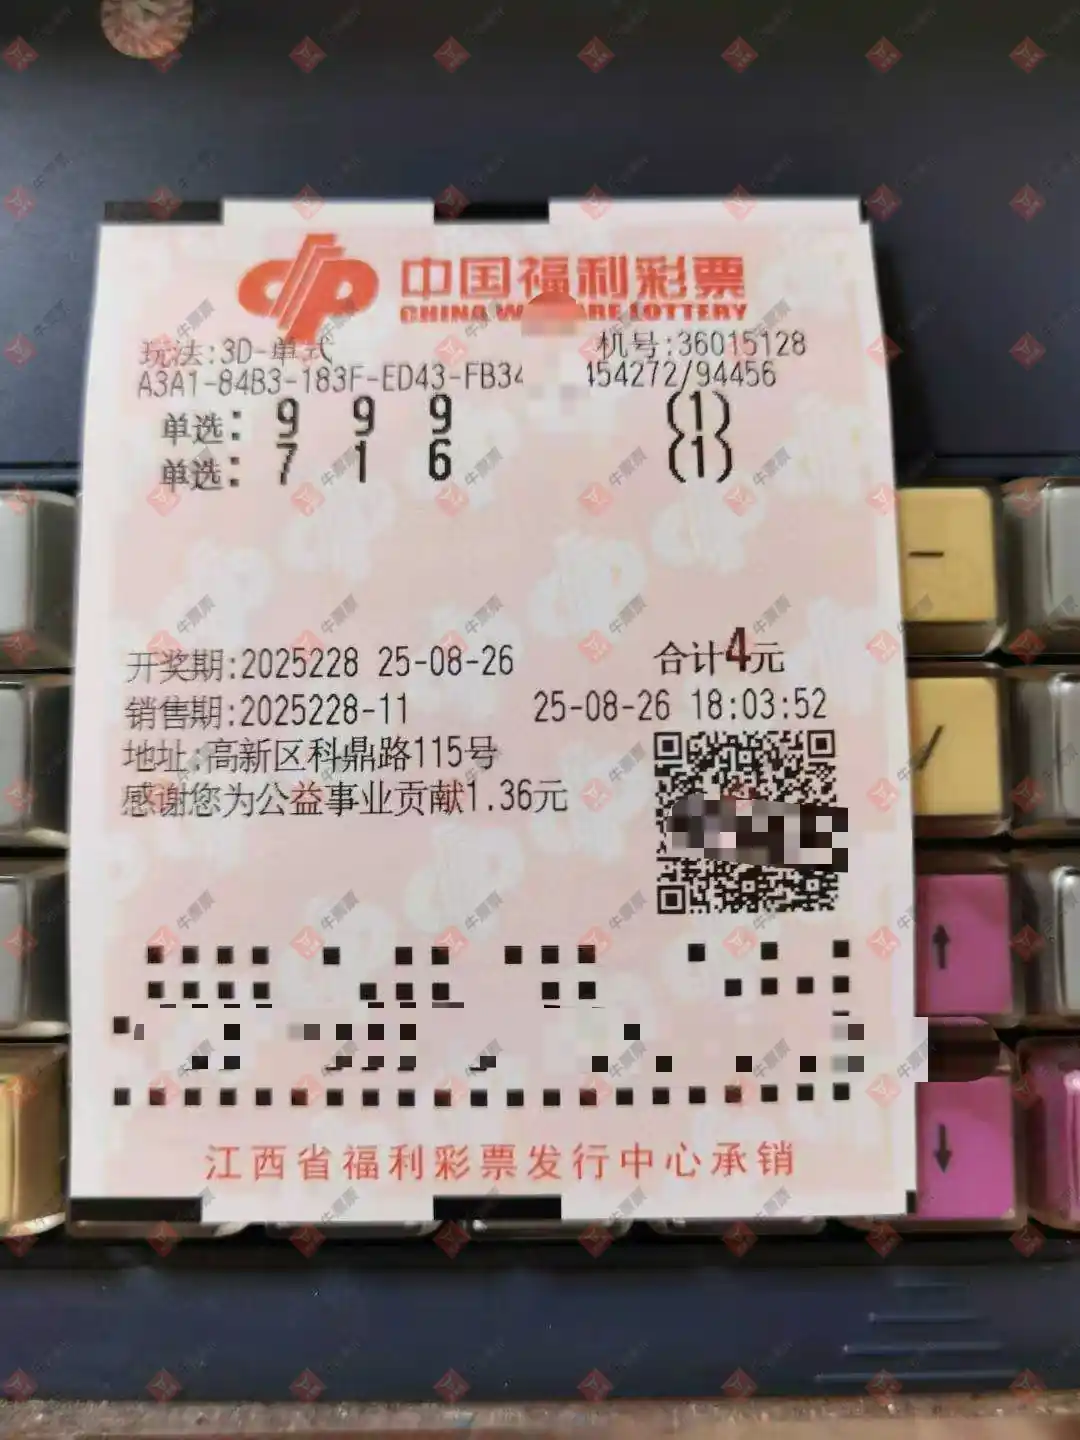 中国福利彩票
玩法:3D-单式 机号:36015128
A3A1-84B3-183F-ED43-FB34 454272/94456
单选: 9 9 9 (1)
单选: 7 1 6 (1)
开奖期:2025228 25-08-26 合计4元
销售期:2025228-11 25-08-26 18:03:52
地址:高新区科鼎路115号
感谢您为公益事业贡献1.36元
江西省福利彩票发行中心承销
牛票票